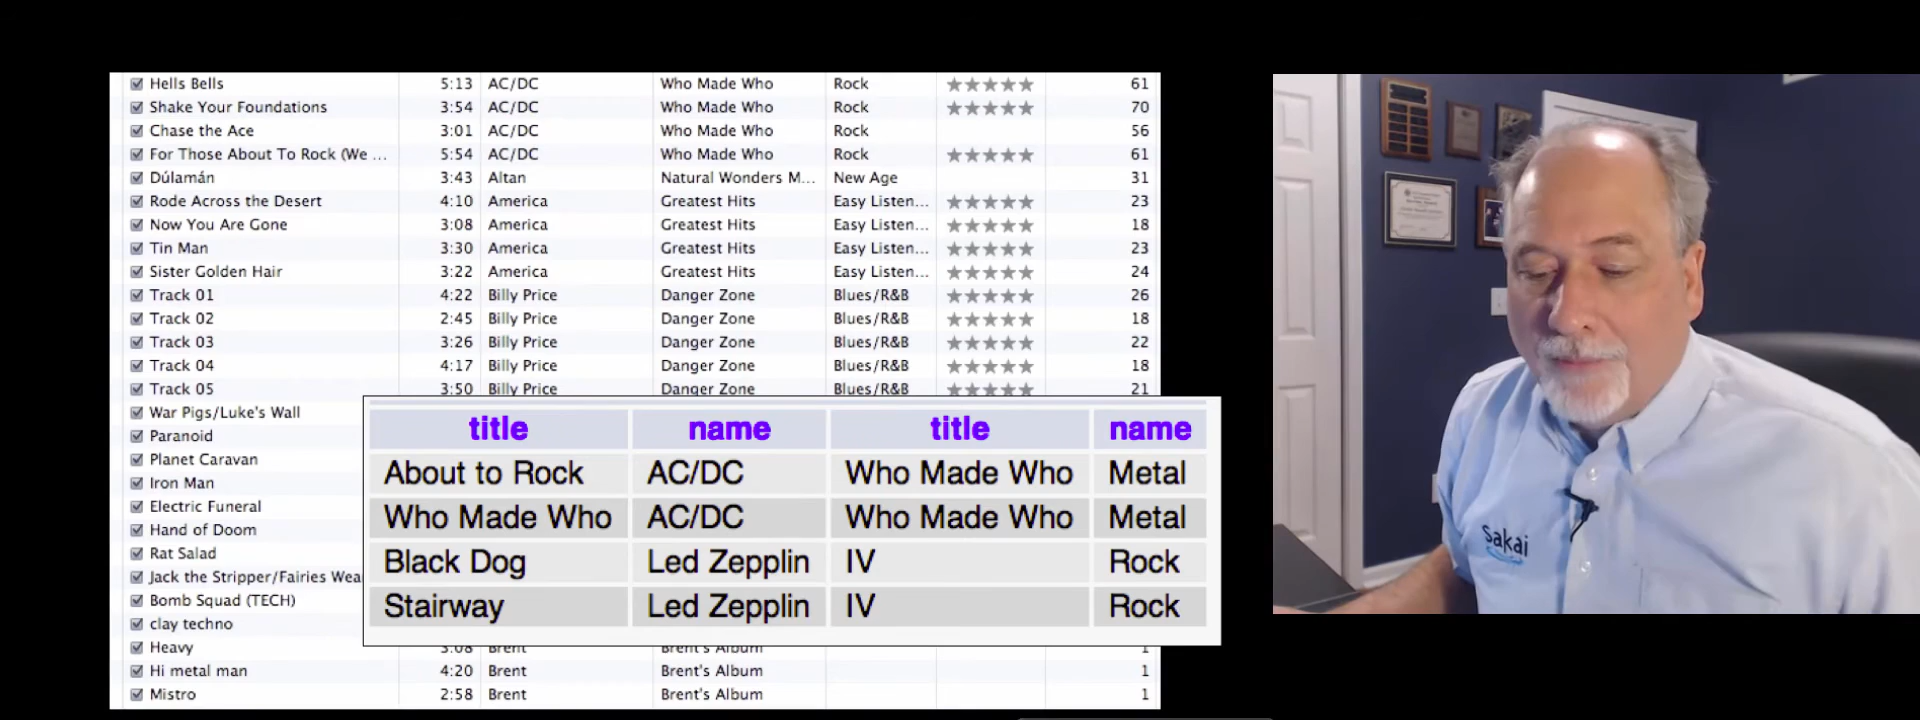 Hells Bells 5:13 AC/DC Who Made Who Rock ★★★★★ 61
Shake Your Foundations 3:54 AC/DC Who Made Who Rock ★★★★★ 70
Chase the Ace 3:01 AC/DC Who Made Who Rock 56
For Those About To Rock (We ... 5:54 AC/DC Who Made Who Rock ★★★★★ 61
Dúlamán 3:43 Altan Natural Wonders M... New Age 31
Rode Across the Desert 4:10 America Greatest Hits Easy Listen... ★★★★★ 23
Now You Are Gone 3:08 America Greatest Hits Easy Listen... ★★★★★ 18
Tin Man 3:30 America Greatest Hits Easy Listen... ★★★★★ 23
Sister Golden Hair 3:22 America Greatest Hits Easy Listen... ★★★★★ 24
Track 01 4:22 Billy Price Danger Zone Blues/R&B ★★★★★ 26
Track 02 2:45 Billy Price Danger Zone Blues/R&B ★★★★★ 18
Track 03 3:26 Billy Price Danger Zone Blues/R&B ★★★★★ 22
Track 04 4:17 Billy Price Danger Zone Blues/R&B ★★★★★ 18
Track 05 3:50 Billy Price Danger Zone Blues/R&B ★★★★★ 21
War Pigs/Luke's Wall
Paranoid
Planet Caravan
Iron Man
Electric Funeral
Hand of Doom
Rat Salad
Jack the Stripper/Fairies Wea
Bomb Squad (TECH)
clay techno
Heavy 3:08 Brent Brent's Album 1
Hi metal man 4:20 Brent Brent's Album 1
Mistro 2:58 Brent Brent's Album 1
title name title name
About to Rock AC/DC Who Made Who Metal
Who Made Who AC/DC Who Made Who Metal
Black Dog Led Zepplin IV Rock
Stairway Led Zepplin IV Rock
Sakai